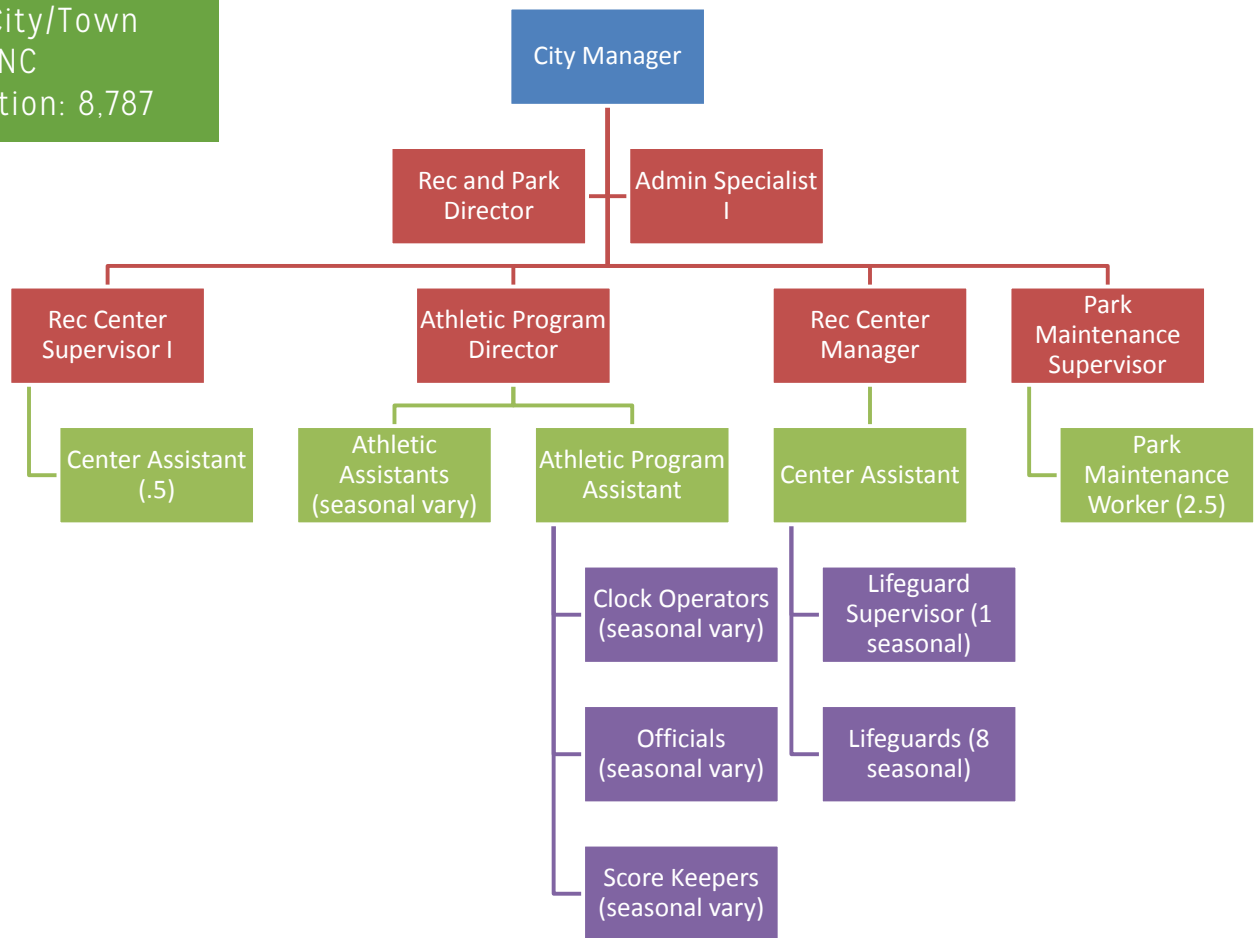 City/Town
NC
tion: 8,787
City Manager
Rec and Park
Director
Admin Specialist
I
Rec Center
Supervisor I
Athletic Program
Director
Rec Center
Manager
Park
Maintenance
Supervisor
Center Assistant
(.5)
Athletic
Assistants
(seasonal vary)
Athletic Program
Assistant
Center Assistant
Park
Maintenance
Worker (2.5)
Clock Operators
(seasonal vary)
Lifeguard
Supervisor (1
seasonal)
Officials
(seasonal vary)
Lifeguards (8
seasonal)
Score Keepers
(seasonal vary)